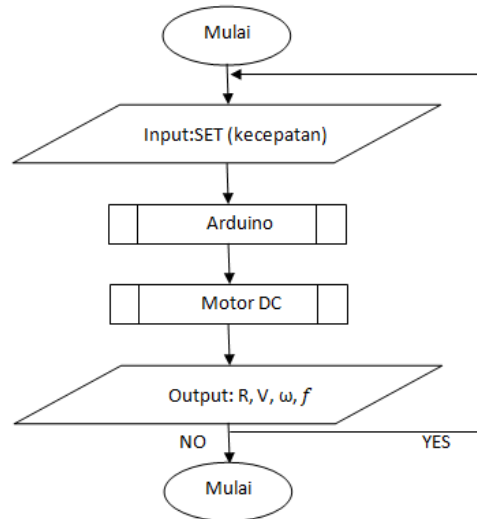 Mulai
Input:SET (kecepatan)
Arduino
Motor DC
Output: R, V, ω, f
NO
YES
Mulai